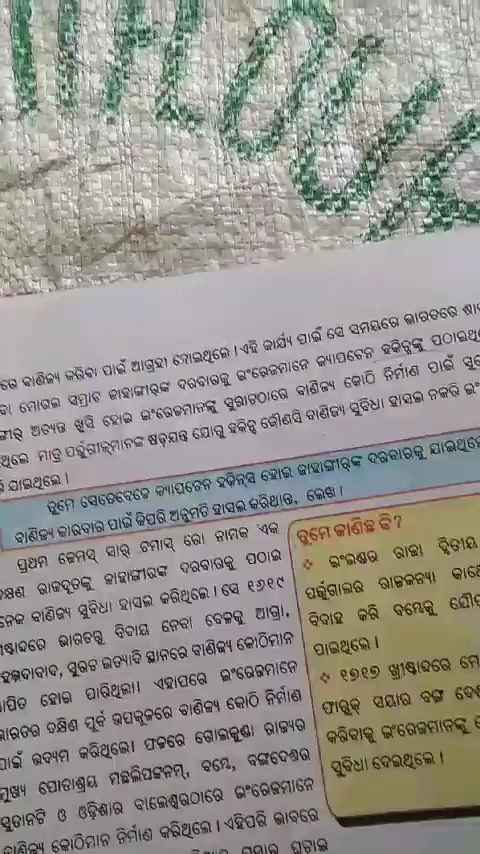 ବାଣିଜ୍ୟ କରିବା ପାଇଁ ଆଗ୍ରହୀ ହୋଇଥିଲେ । ଏହି କାର୍ଯ୍ୟ ପାଇଁ ସେ ସମୟରେ ଭାରତରେ
ମୋଗଲ ସମ୍ରାଟ ଜାହାଙ୍ଗୀରଙ୍କ ଦରବାରକୁ ଇଂରେଜମାନେ କ୍ୟାପଟେନ ହକିନ୍ସଙ୍କୁ
ଅତ୍ୟନ୍ତ ଖୁସି ହୋଇ ଇଂରେଜମାନଙ୍କୁ ସୁରାଟଠାରେ ବାଣିଜ୍ୟ କୋଠି ନିର୍ମାଣ ପାଇଁ
ମାତ୍ର ପର୍ତ୍ତୁଗୀଜ୍‌ମାନଙ୍କ ଷଡ଼ଯନ୍ତ୍ର ଯୋଗୁ ହକିନ୍ସ କୌଣସି ବାଣିଜ୍ୟ ସୁବିଧା ହାସଲ ନକରି
ଯାଇଥିଲେ ।
ତୁମେ ସେତେବେଳେ କ୍ୟାପଟେନ ହକିନ୍ସ ହୋଇ ଜାହାଙ୍ଗୀରଙ୍କ ଦରବାରକୁ
ବାଣିଜ୍ୟ କାରବାର ପାଇଁ କିପରି ଅନୁମତି ହାସଲ କରିଥାନ୍ତ, ଲେଖ ।
ପ୍ରଥମ ଜେମସ୍ ସାର୍ ଟମାସ୍ ରୋ ନାମକ ଏକ
ରାଜଦୂତଙ୍କୁ ଜାହାଙ୍ଗୀରଙ୍କ ଦରବାରକୁ ପଠାଇ
ବାଣିଜ୍ୟ ସୁବିଧା ହାସଲ କରିଥିଲେ । ସେ ୧୬୧୯
ଭାରତରୁ ବିଦାୟ ନେବା ବେଳକୁ ଆଗ୍ରା,
ସୁରଟ ଇତ୍ୟାଦି ସ୍ଥାନରେ ବାଣିଜ୍ୟ କୋଠିମାନ
ହୋଇ ପାରିଥିଲା । ଏହାପରେ ଇଂରେଜମାନେ
ଭାରତର ଦକ୍ଷିଣ ପୂର୍ବ ଉପକୂଳରେ ବାଣିଜ୍ୟ କୋଠି ନିର୍ମାଣ
ପାଇଁ ଉଦ୍ୟମ କରିଥିଲେ । ଫଳରେ ଗୋଲକୁଣ୍ଡା ରାଜ୍ୟର
ମୁଖ୍ୟ ପୋତାଶ୍ରୟ ମଛଲିପଟ୍ଟନମ୍, ବମ୍ବେ, ବଙ୍ଗଦେଶର
ସୁତାନଟି ଓ ଓଡ଼ିଶାର ବାଲେଶ୍ୱରଠାରେ ଇଂରେଜମାନେ
ବାଣିଜ୍ୟ କୋଠିମାନ ନିର୍ମାଣ କରିଥିଲେ । ଏହିପରି ଭାବରେ
ତୁମେ ଜାଣିଛ କି ?
❖ ଇଂଲଣ୍ଡର ରାଜା ଦ୍ୱିତୀୟ
ପର୍ତ୍ତୁଗାଲର ରାଜକନ୍ୟା
ବିବାହ କରି ବମ୍ବେକୁ
ପାଇଥିଲେ ।
❖ ୧୭୧୭ ଖ୍ରୀଷ୍ଟାବ୍ଦରେ
ଫାରୁକ୍ ସୟାର ବଙ୍ଗ
କରିବାକୁ ଇଂରେଜମାନଙ୍କୁ
ସୁବିଧା ଦେଇଥିଲେ ।